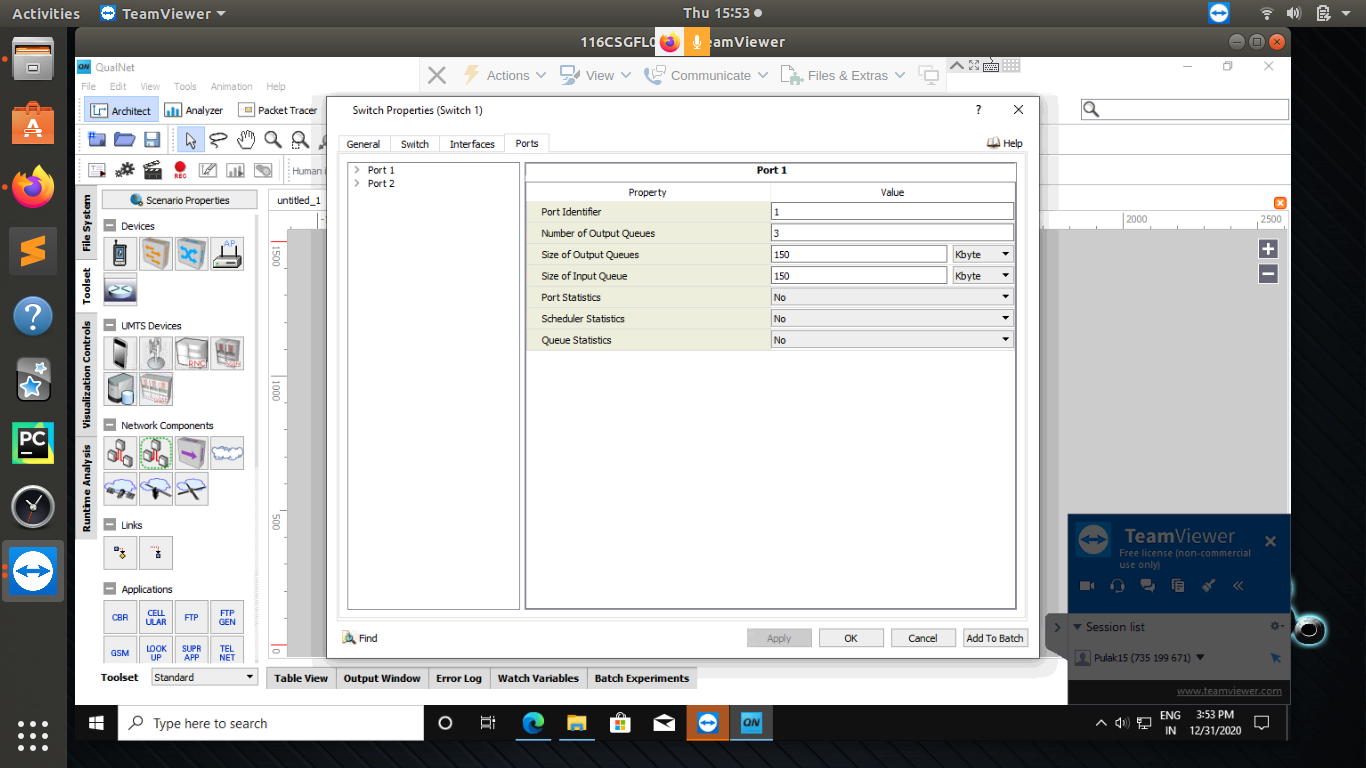 Activities TeamViewer Thu 15:53
116CSGFL0 eamViewer
QualNet
Actions View Communicate Files & Extras
File Edit View Tools Animation Help
Architect Analyzer Packet Tracer
Switch Properties (Switch 1) ?
General Switch Interfaces Ports Help
REC Human
File System
Toolset
Visualization Controls
Runtime Analysis
Scenario Properties
untitled_1
2000 2500
1500
1000
500
0
Devices
AP
UMTS Devices
RNC
Network Components
Links
Applications
CBR CELL ULAR FTP FTP GEN
GSM LOOK UP SUPR APP TEL NET
Toolset Standard
Port 1
Port 2
Port 1
Property Value
Port Identifier 1
Number of Output Queues 3
Size of Output Queues 150 Kbyte
Size of Input Queue 150 Kbyte
Port Statistics No
Scheduler Statistics No
Queue Statistics No
Find Apply OK Cancel Add To Batch
Table View Output Window Error Log Watch Variables Batch Experiments
TeamViewer
Free license (non-commercial
use only)
Session list
Pulak15 (735 199 671)
www.teamviewer.com
PC
Type here to search
QN
ENG
IN
3:53 PM
12/31/2020